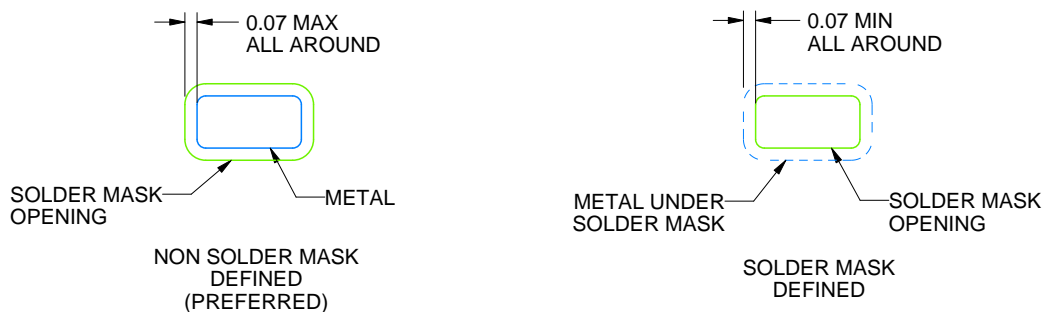 0.07 MAX
ALL AROUND
SOLDER MASK
OPENING
METAL
NON SOLDER MASK
DEFINED
(PREFERRED)
0.07 MIN
ALL AROUND
METAL UNDER
SOLDER MASK
SOLDER MASK
OPENING
SOLDER MASK
DEFINED